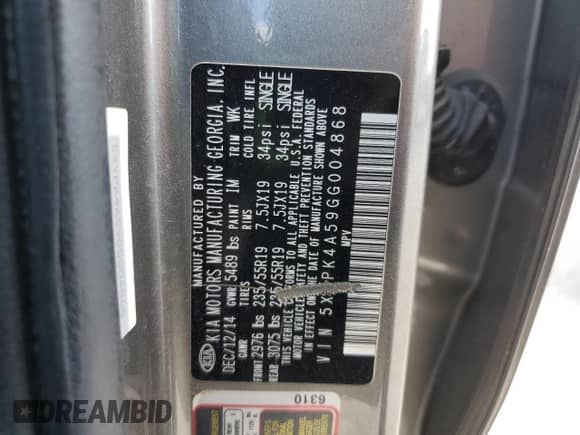 MANUFACTURED BY
KIA KIA MOTORS MANUFACTURING GEORGIA, INC.
DEC/12/14 GVWR 5489 lbs PAINT IM TRIM WK
GAWR TIRES RIMS COLD TIRE INFL
FRONT 2976 lbs 235/55R19 7.5JX19 34psi SINGLE
REAR 3075 lbs 55R19 7.5JX19 34psi SINGLE
THIS VEHICLE CONFORMS TO ALL APPLICABLE U.S.A. FEDERAL
MOTOR VEHICLE SAFETY AND THEFT PREVENTION STANDARDS
IN EFFECT ON THE DATE OF MANUFACTURE SHOWN ABOVE
VIN 5X PK4A59GG004868
MPV
6310
DREAMBID